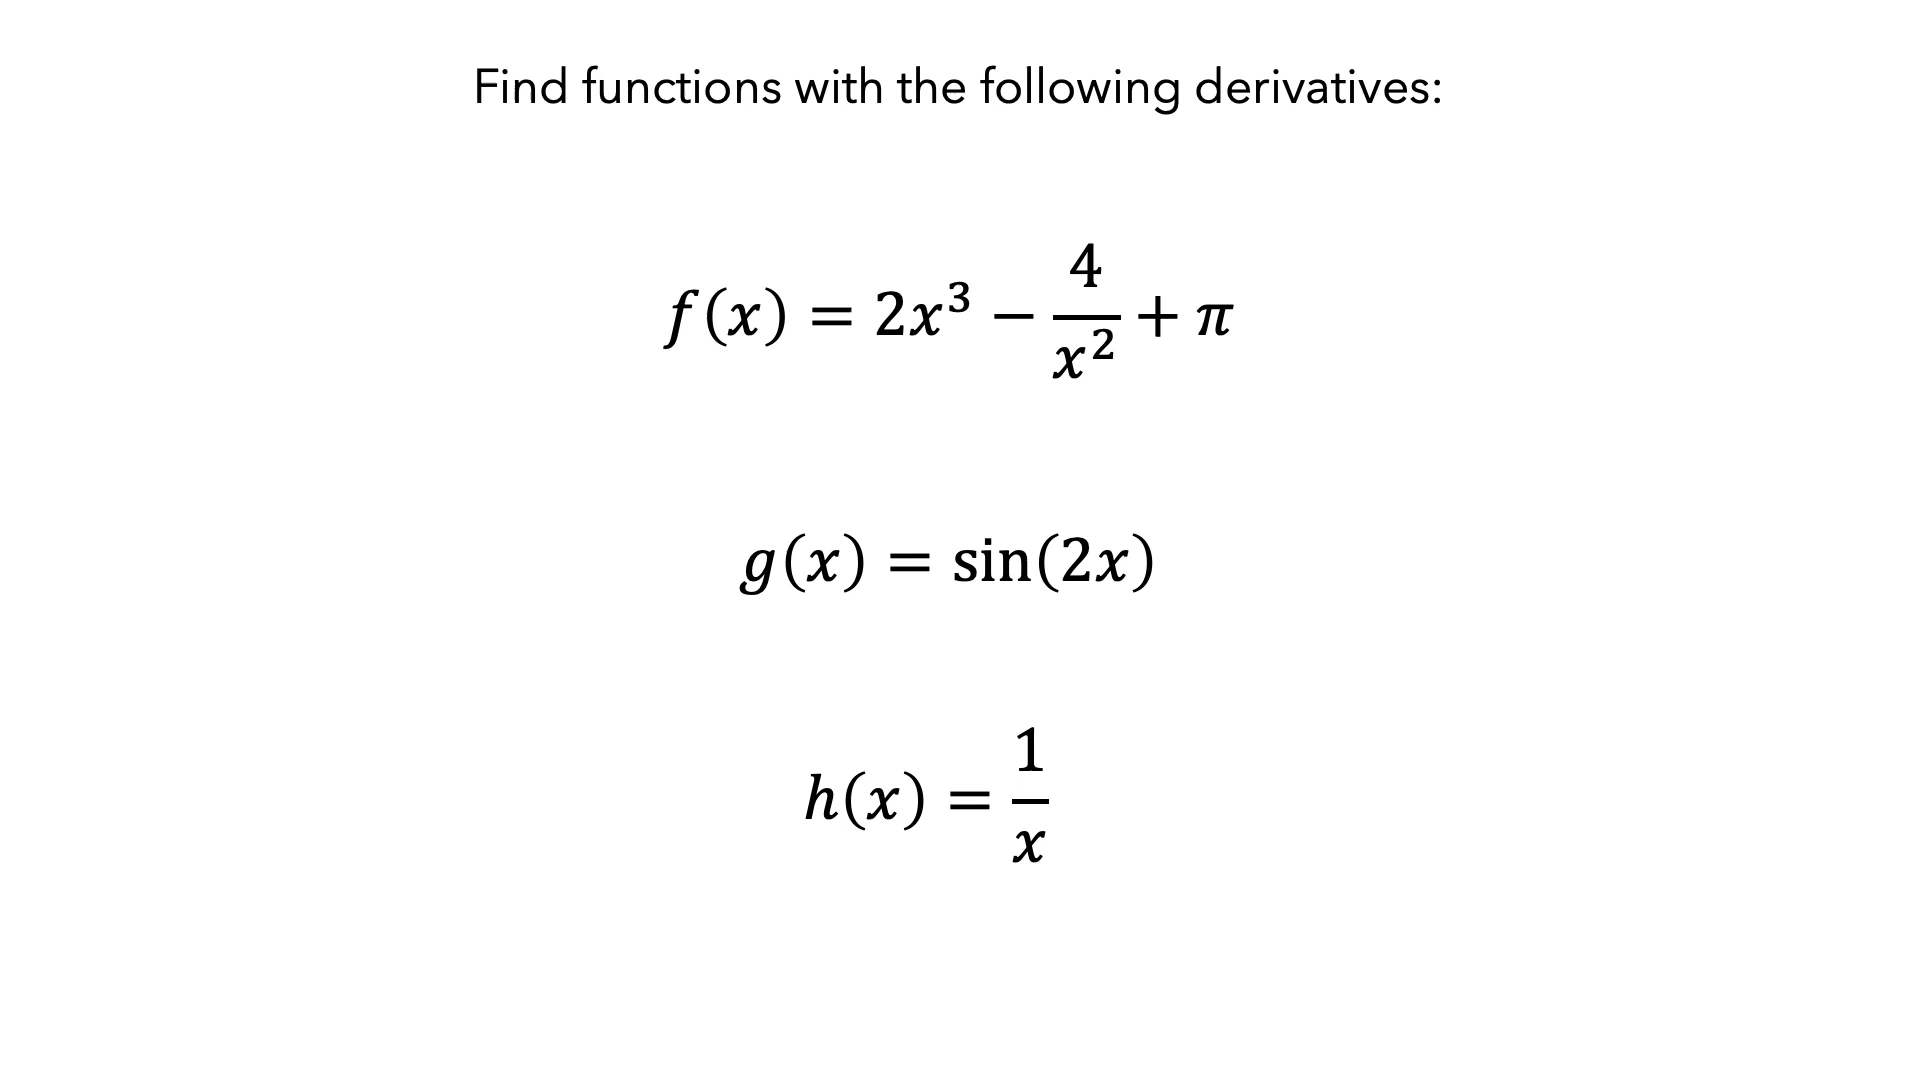 Find functions with the following derivatives:
f(x) = 2x³ − 4/x² + π
g(x) = sin(2x)
h(x) = 1/x